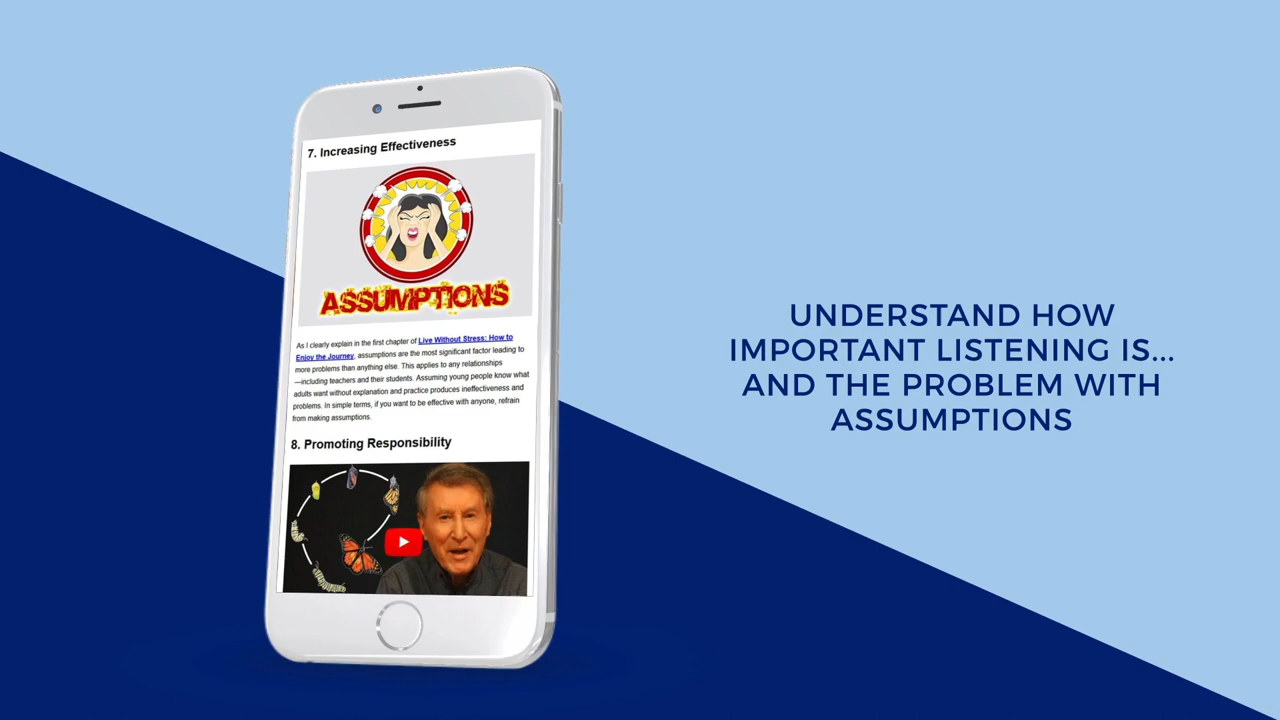 7. Increasing Effectiveness
ASSUMPTIONS
As I clearly explain in the first chapter of Live Without Stress: How to
Enjoy the Journey, assumptions are the most significant factor leading to
more problems than anything else. This applies to any relationships
—including teachers and their students. Assuming young people know what
adults want without explanation and practice produces ineffectiveness and
problems. In simple terms, if you want to be effective with anyone, refrain
from making assumptions.
8. Promoting Responsibility
UNDERSTAND HOW
IMPORTANT LISTENING IS...
AND THE PROBLEM WITH
ASSUMPTIONS